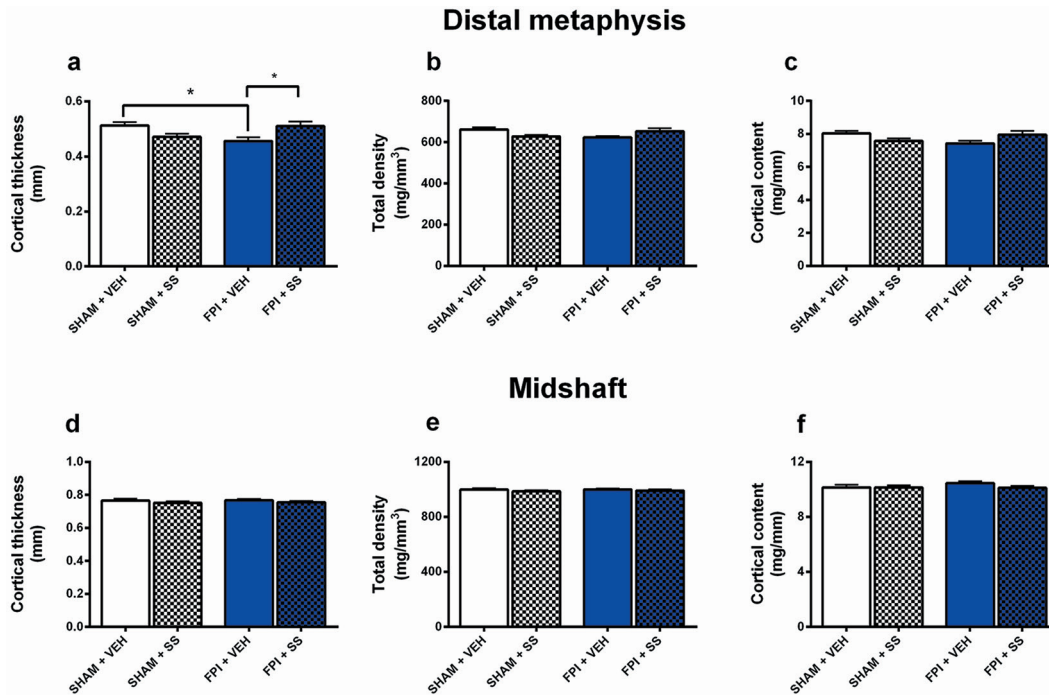 Distal metaphysis
a
Cortical thickness
(mm)
0.6
0.4
0.2
0.0
*
*
SHAM + VEH
SHAM + SS
FPI + VEH
FPI + SS
b
Total density
(mg/mm³)
800
600
400
200
0
SHAM + VEH
SHAM + SS
FPI + VEH
FPI + SS
c
Cortical content
(mg/mm)
10
8
6
4
2
0
SHAM + VEH
SHAM + SS
FPI + VEH
FPI + SS
Midshaft
d
Cortical thickness
(mm)
1.0
0.8
0.6
0.4
0.2
0.0
SHAM + VEH
SHAM + SS
FPI + VEH
FPI + SS
e
Total density
(mg/mm³)
1200
800
400
0
SHAM + VEH
SHAM + SS
FPI + VEH
FPI + SS
f
Cortical content
(mg/mm)
12
8
4
0
SHAM + VEH
SHAM + SS
FPI + VEH
FPI + SS